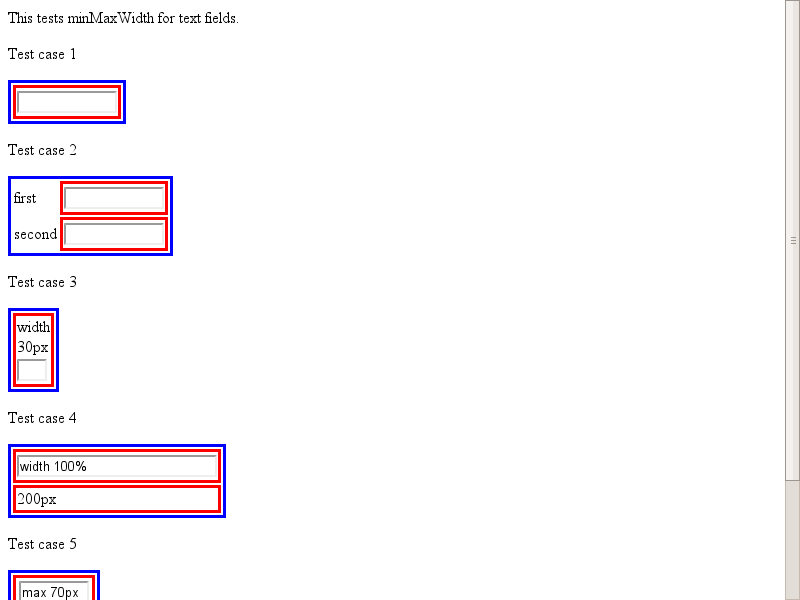 This tests minMaxWidth for text fields.
Test case 1
Test case 2
first
second
Test case 3
width
30px
Test case 4
width 100%
200px
Test case 5
max 70px